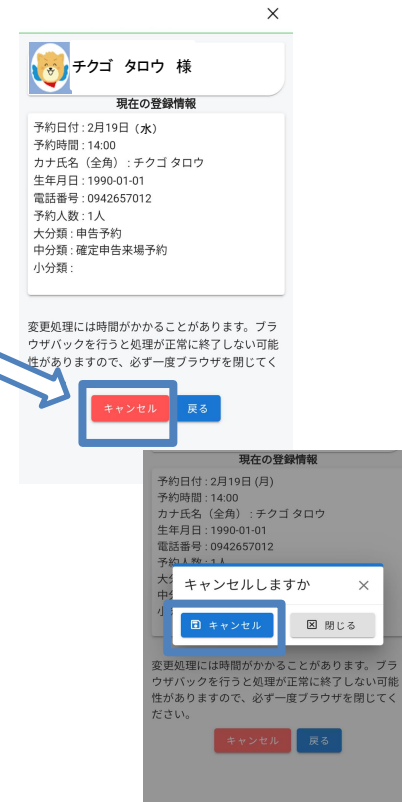 チクゴ タロウ 様
現在の登録情報
予約日付 : 2月19日 (水)
予約時間 : 14:00
カナ氏名（全角） : チクゴ タロウ
生年月日 : 1990-01-01
電話番号 : 0942657012
予約人数 : 1人
大分類 : 申告予約
中分類 : 確定申告来場予約
小分類 :
変更処理には時間がかかることがあります。ブラ
ウザバックを行うと処理が正常に終了しない可能
性がありますので、必ず一度ブラウザを閉じてく
キャンセル 戻る
現在の登録情報
予約日付 : 2月19日 (月)
予約時間 : 14:00
カナ氏名（全角） : チクゴ タロウ
生年月日 : 1990-01-01
電話番号 : 0942657012
予約人数 : 1人
キャンセルしますか
キャンセル 閉じる
変更処理には時間がかかることがあります。ブラ
ウザバックを行うと処理が正常に終了しない可能
性がありますので、必ず一度ブラウザを閉じてく
ださい。
キャンセル 戻る